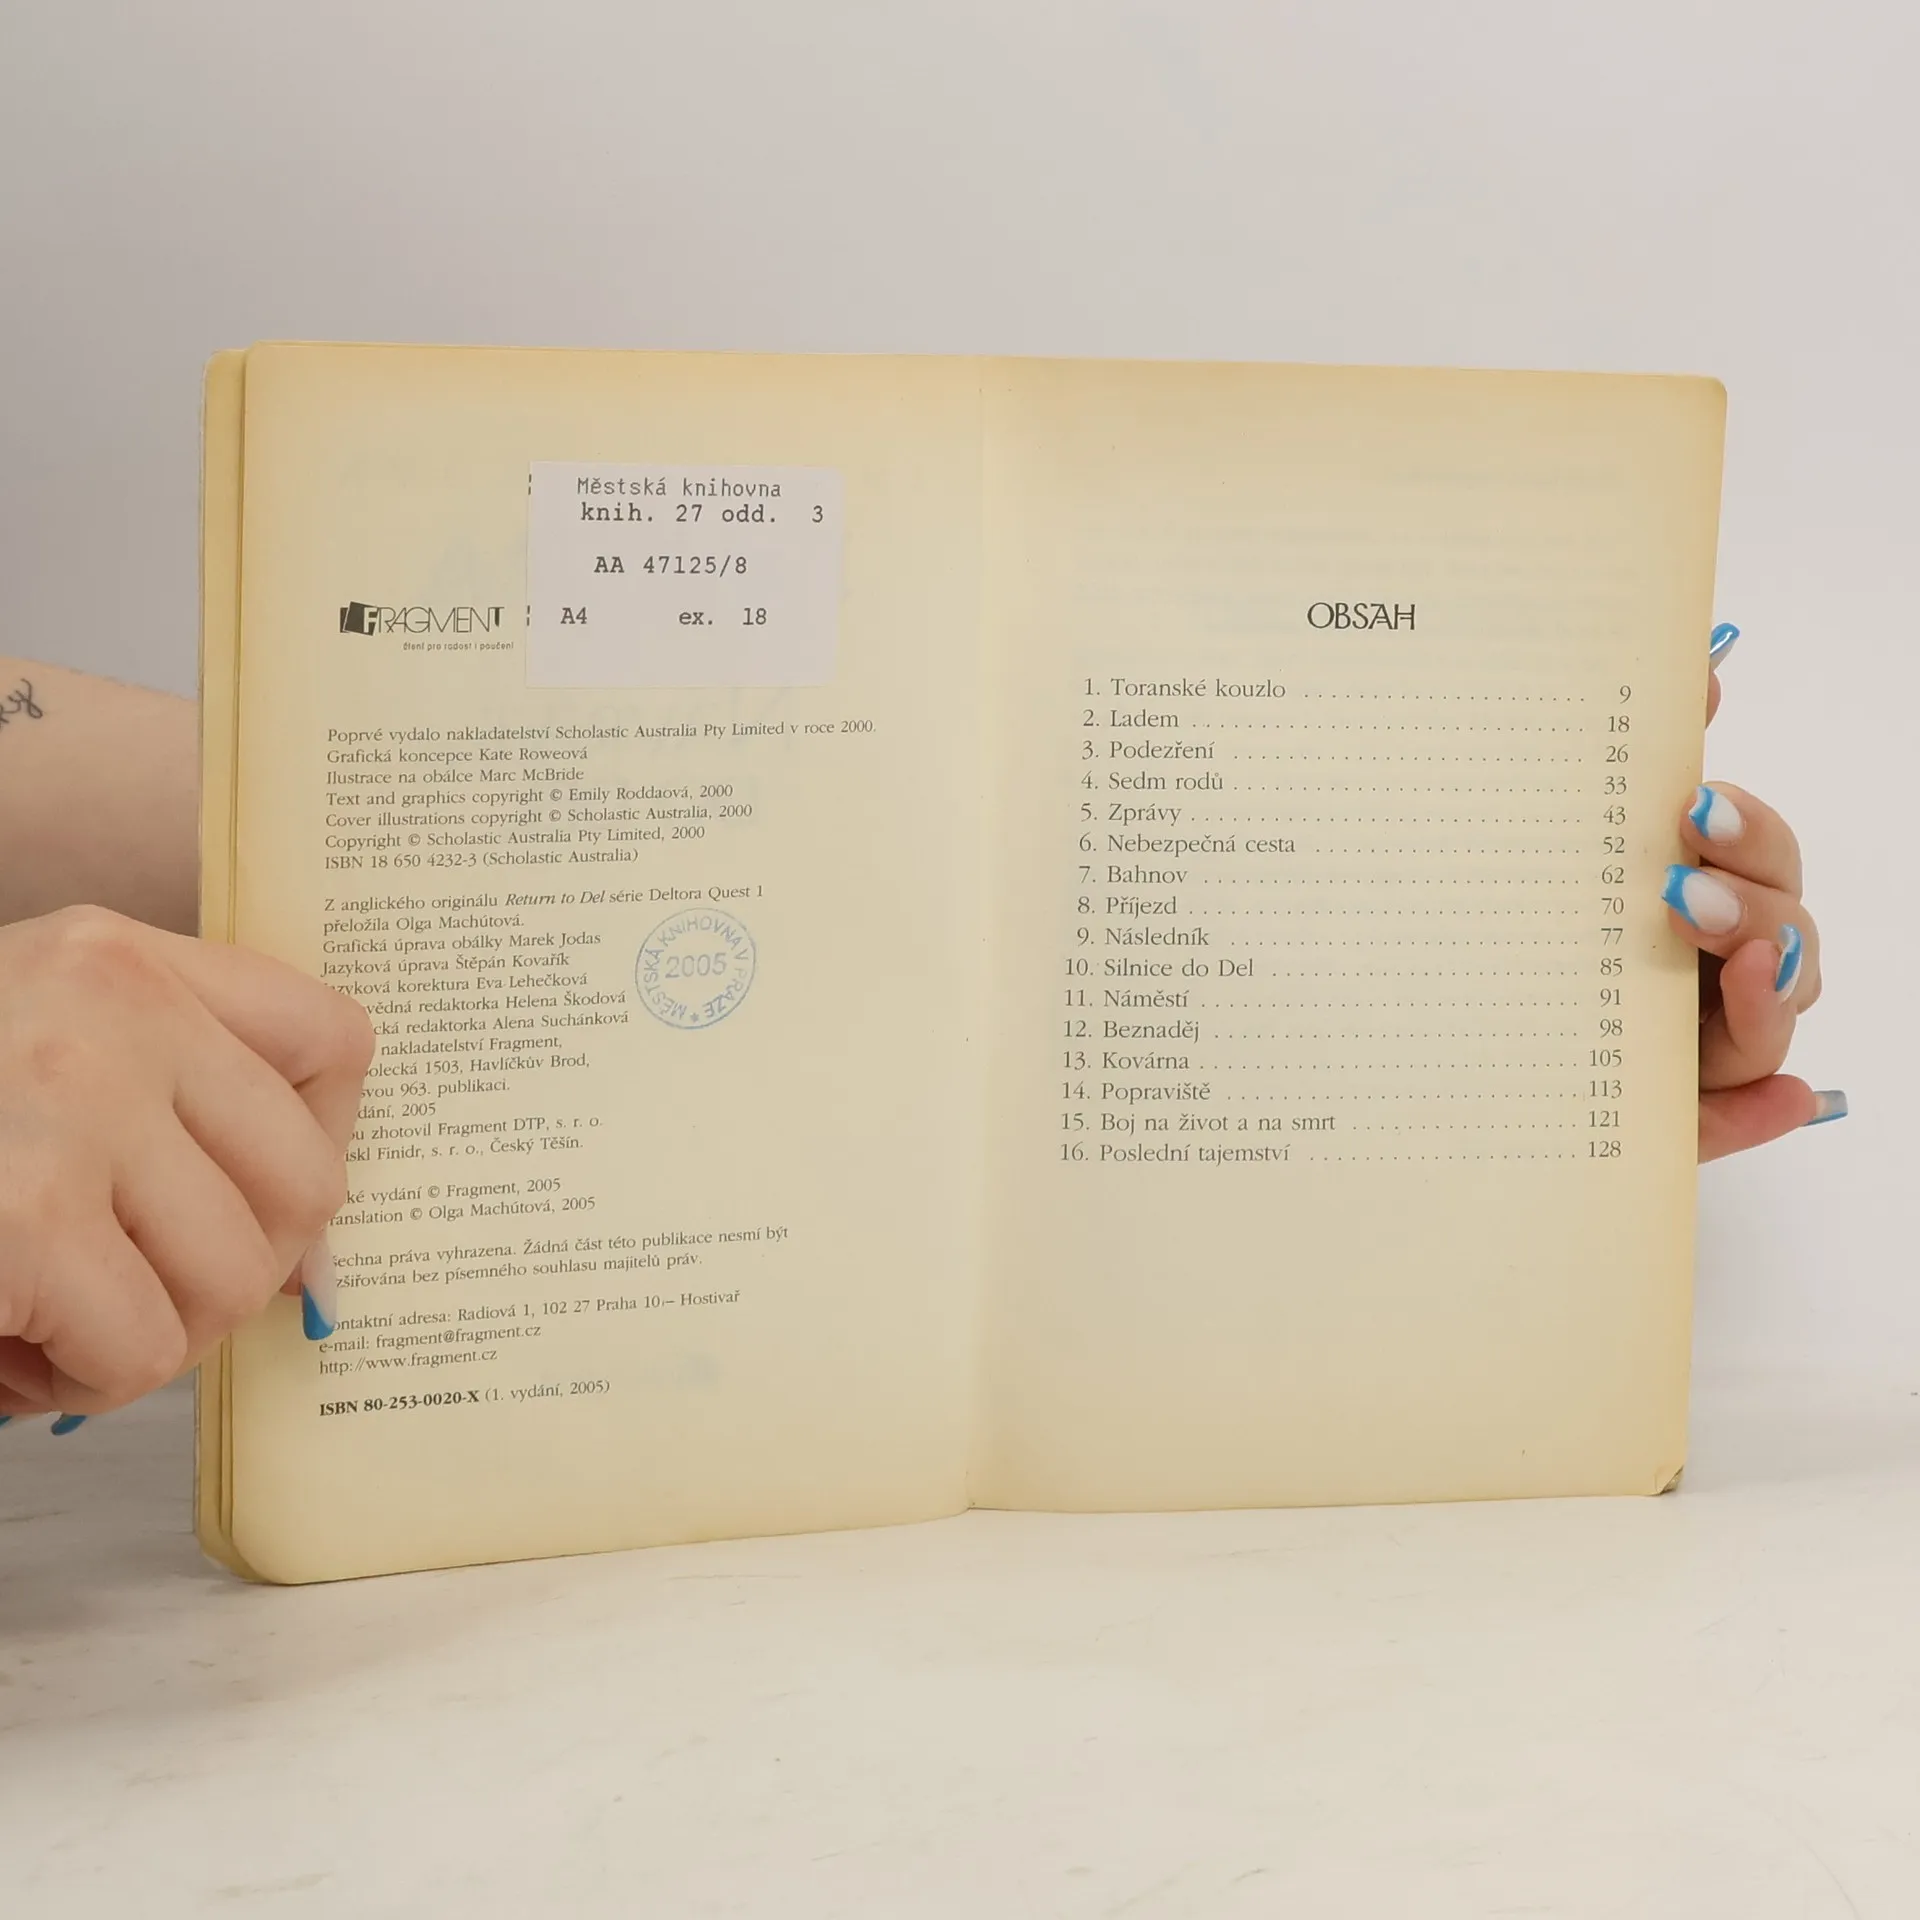 Městská knihovna
knih. 27 odd. 3
AA 47125/8
A4 ex. 18
FRAGMENT
čtení pro radost i poučení
Poprvé vydalo nakladatelství Scholastic Australia Pty Limited v roce 2000.
Grafická koncepce Kate Roweová
Ilustrace na obálce Marc McBride
Text and graphics copyright © Emily Roddaová, 2000
Cover illustrations copyright © Scholastic Australia, 2000
Copyright © Scholastic Australia Pty Limited, 2000
ISBN 18 650 4232-3 (Scholastic Australia)
Z anglického originálu Return to Del série Deltora Quest 1
přeložila Olga Machútová.
Grafická úprava obálky Marek Jodas
Jazyková úprava Štěpán Kovařík
korektura Eva Lehečková
redaktorka Helena Škodová
redaktorka Alena Suchánková
nakladatelství Fragment,
1503, Havlíčkův Brod,
svou 963. publikaci.
2005
zhotovil Fragment DTP, s. r. o.
Finidr, s. r. o., Český Těšín.
vydání © Fragment, 2005
© Olga Machútová, 2005
práva vyhrazena. Žádná část této publikace nesmí být
bez písemného souhlasu majitelů práv.
adresa: Radiová 1, 102 27 Praha 10 – Hostivař
e-mail: fragment@fragment.cz
http://www.fragment.cz
ISBN 80-253-0020-X (1. vydání, 2005)
MĚSTSKÁ KNIHOVNA V PRAZE ★
2005
OBSAH
1. Toranské kouzlo . . . . . . . . . . . . . . . . . . . . . 9
2. Ladem . . . . . . . . . . . . . . . . . . . . . . . . . . . . . 18
3. Podezření . . . . . . . . . . . . . . . . . . . . . . . . . . 26
4. Sedm rodů . . . . . . . . . . . . . . . . . . . . . . . . . . 33
5. Zprávy . . . . . . . . . . . . . . . . . . . . . . . . . . . . . 43
6. Nebezpečná cesta . . . . . . . . . . . . . . . . . . . . 52
7. Bahnov . . . . . . . . . . . . . . . . . . . . . . . . . . . . 62
8. Příjezd . . . . . . . . . . . . . . . . . . . . . . . . . . . . . 70
9. Následník . . . . . . . . . . . . . . . . . . . . . . . . . . 77
10. Silnice do Del . . . . . . . . . . . . . . . . . . . . . . . 85
11. Náměstí . . . . . . . . . . . . . . . . . . . . . . . . . . . . 91
12. Beznaděj . . . . . . . . . . . . . . . . . . . . . . . . . . . 98
13. Kovárna . . . . . . . . . . . . . . . . . . . . . . . . . . . . 105
14. Popraviště . . . . . . . . . . . . . . . . . . . . . . . . . . 113
15. Boj na život a na smrt . . . . . . . . . . . . . . . . . 121
16. Poslední tajemství . . . . . . . . . . . . . . . . . . . . 128